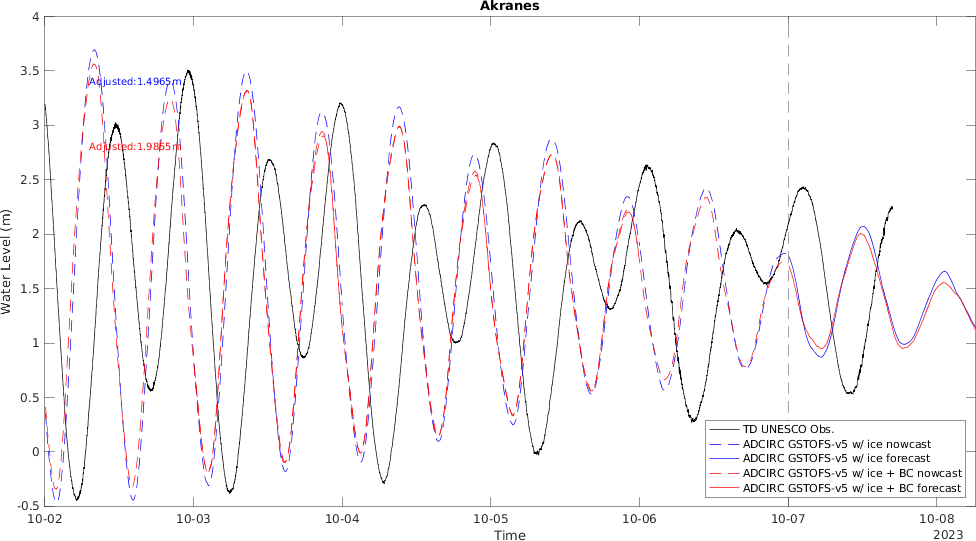 Akranes
Water Level (m)
4
3.5
3
2.5
2
1.5
1
0.5
0
-0.5
Adjusted:1.4965m
Adjusted:1.9855m
TD UNESCO Obs.
ADCIRC GSTOFS-v5 w/ ice nowcast
ADCIRC GSTOFS-v5 w/ ice forecast
ADCIRC GSTOFS-v5 w/ ice + BC nowcast
ADCIRC GSTOFS-v5 w/ ice + BC forecast
10-02 10-03 10-04 10-05 10-06 10-07 10-08
Time
2023